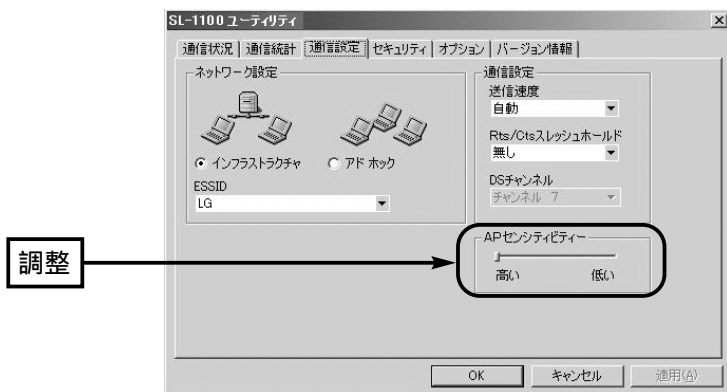 SL-1100 ユーティリティ
通信状況 通信統計 通信設定 セキュリティ オプション バージョン情報
ネットワーク設定
インフラストラクチャ アド ホック
ESSID
LG
通信設定
送信速度
自動
Rts/Ctsスレッシュホールド
無し
DSチャンネル
チャンネル 7
APセンシティビティー
高い 低い
調整
OK キャンセル 適用(A)